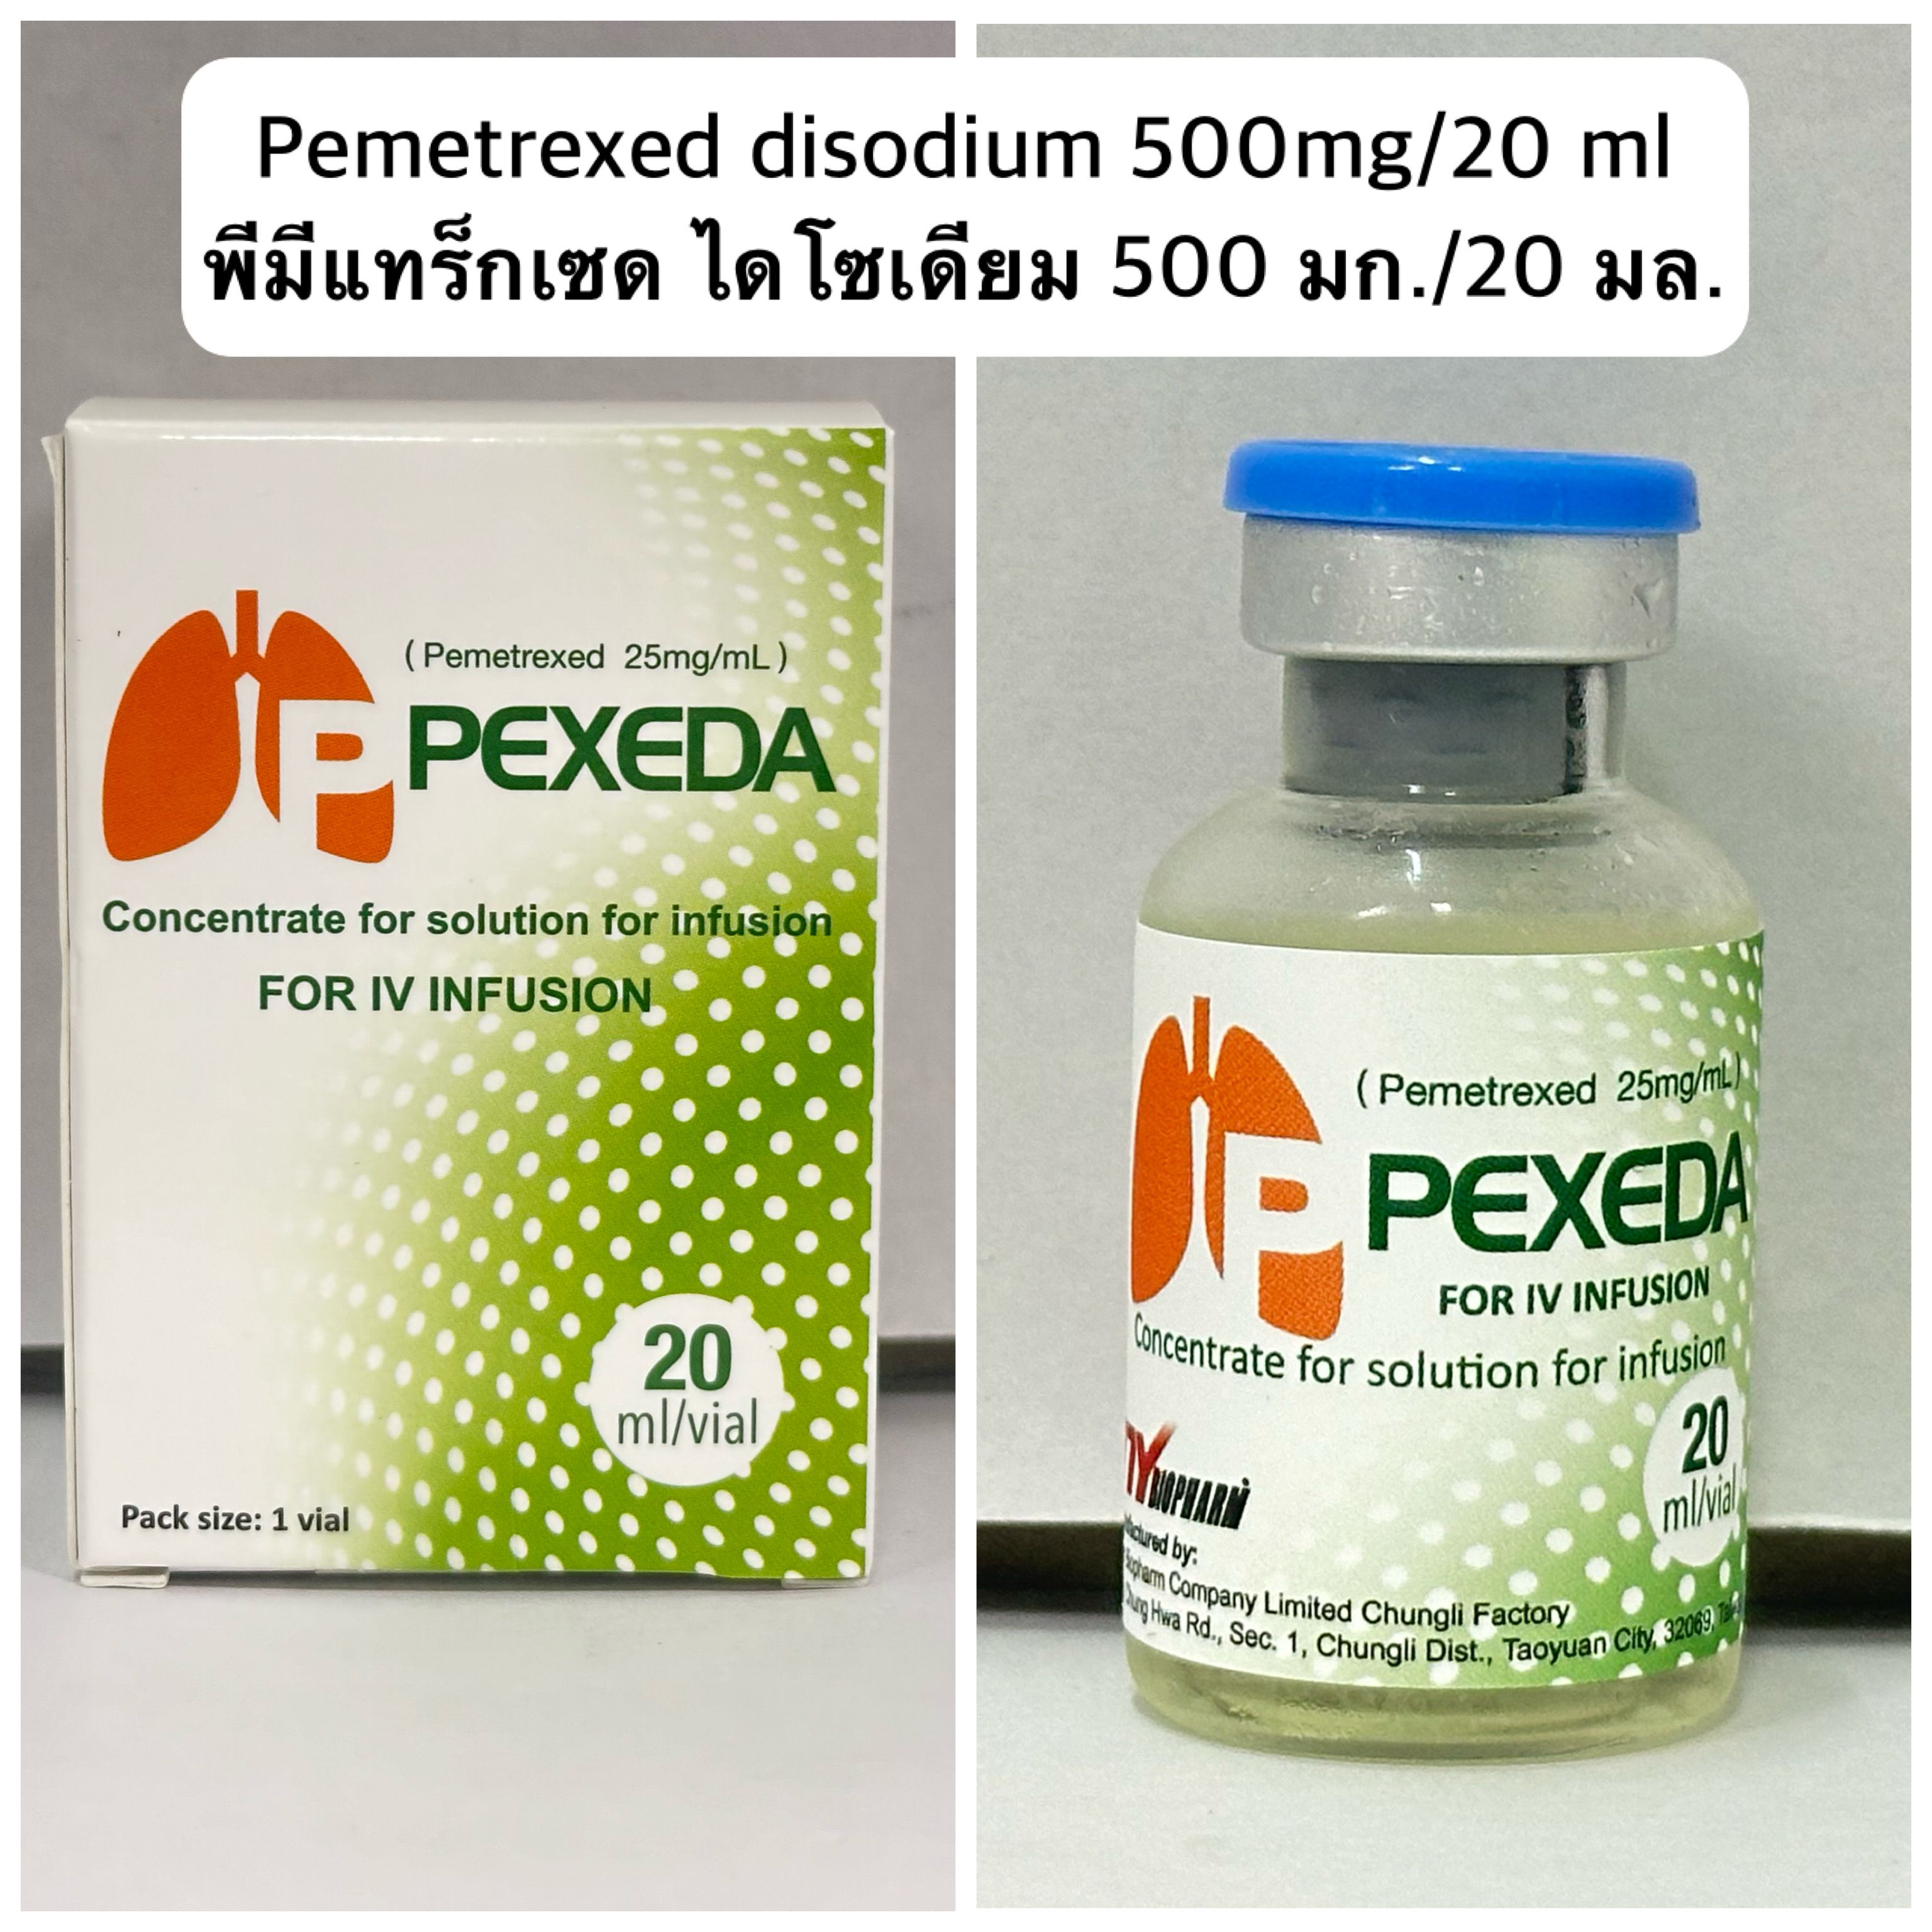 Pemetrexed disodium 500mg/20 ml
พีมีแทร็กเซด ไดโซเดียม 500 มก./20 มล.
( Pemetrexed 25mg/mL )
P PEXEDA
Concentrate for solution for infusion
FOR IV INFUSION
20
ml/vial
Pack size: 1 vial
( Pemetrexed 25mg/mL )
P PEXEDA
FOR IV INFUSION
Concentrate for solution for infusion
20
ml/vial
BIOPHARM
by:
Company Limited Chungli Factory
Hwa Rd., Sec. 1, Chungli Dist., Taoyuan City, 32069,